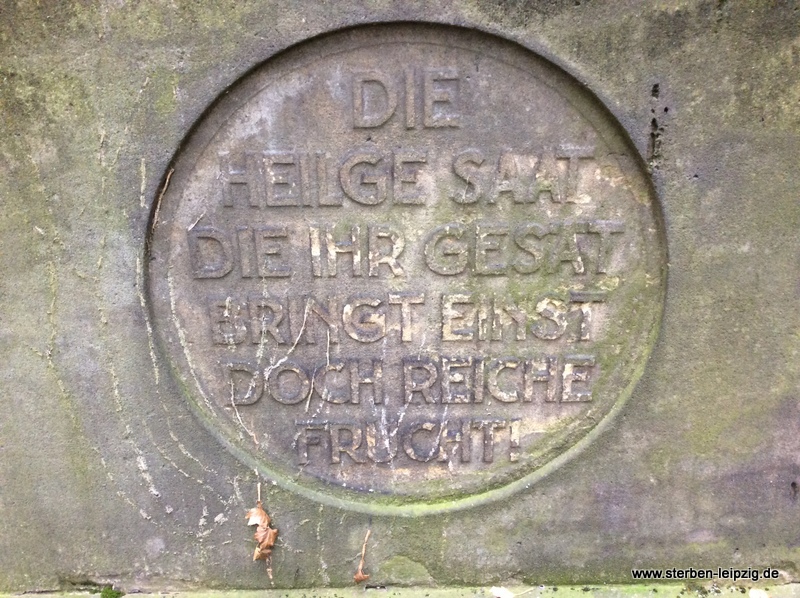 DIE
HEILGE SAAT
DIE IHR GESÄT
BRINGT EINST
DOCH REICHE
FRUCHT!
www.sterben-leipzig.de